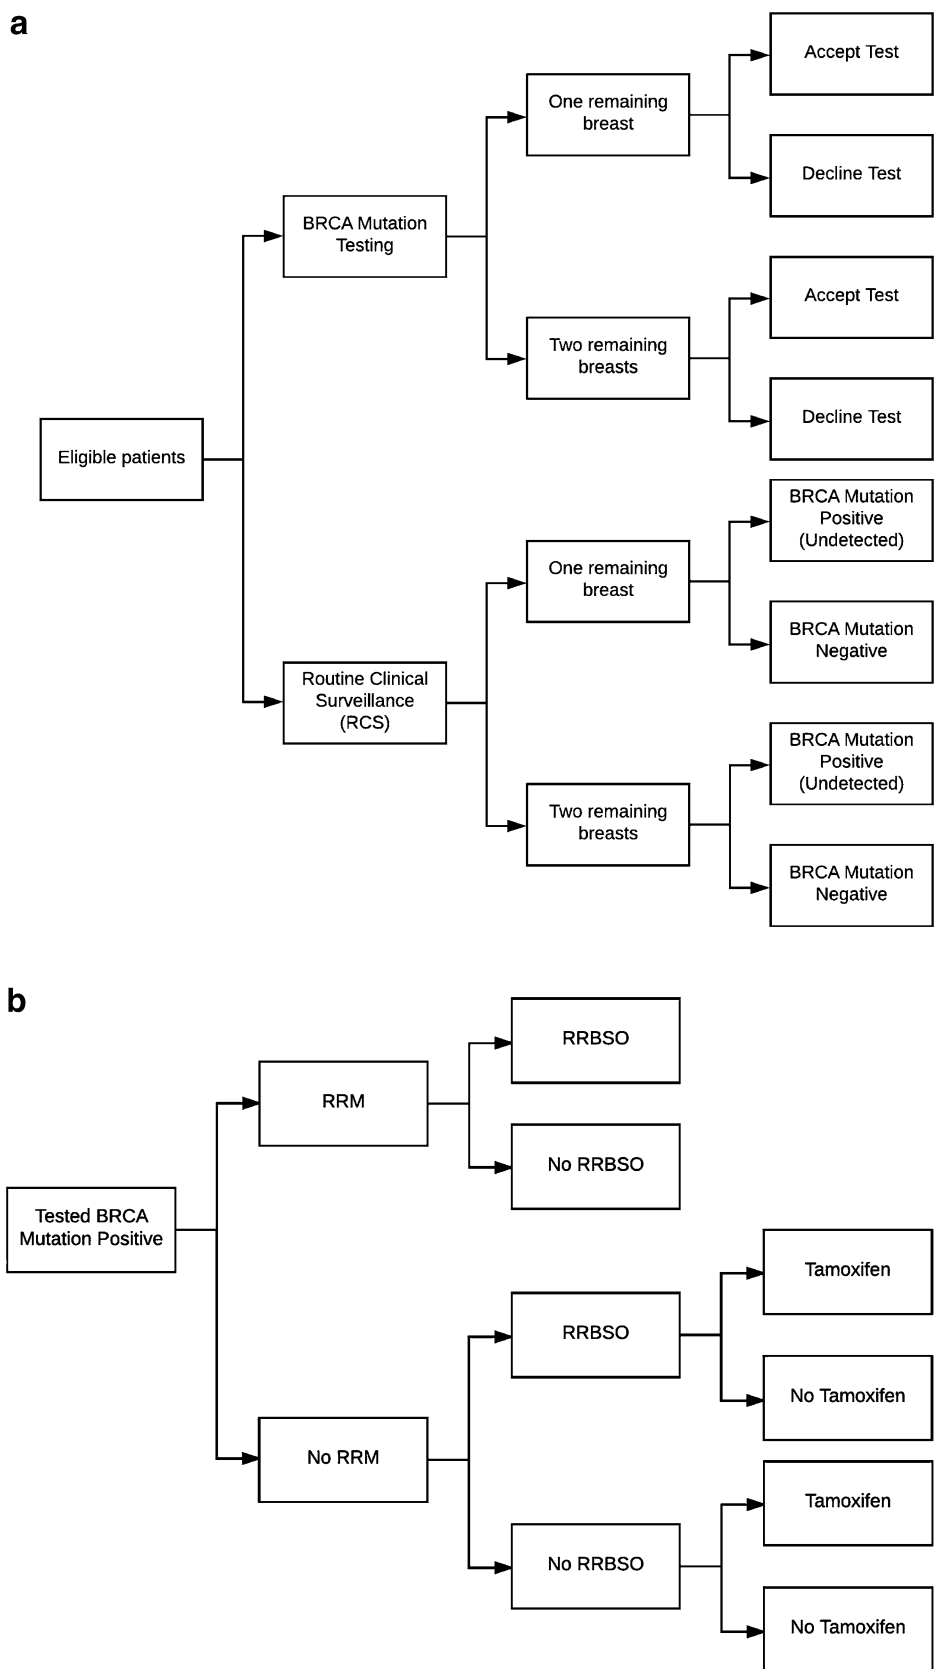 a
Accept Test
One remaining
breast
Decline Test
BRCA Mutation
Testing
Accept Test
Two remaining
breasts
Decline Test
Eligible patients
BRCA Mutation
Positive
(Undetected)
One remaining
breast
BRCA Mutation
Negative
Routine Clinical
Surveillance
(RCS)
BRCA Mutation
Positive
(Undetected)
Two remaining
breasts
BRCA Mutation
Negative
b
RRBSO
RRM
No RRBSO
Tested BRCA
Mutation Positive
Tamoxifen
RRBSO
No Tamoxifen
No RRM
Tamoxifen
No RRBSO
No Tamoxifen